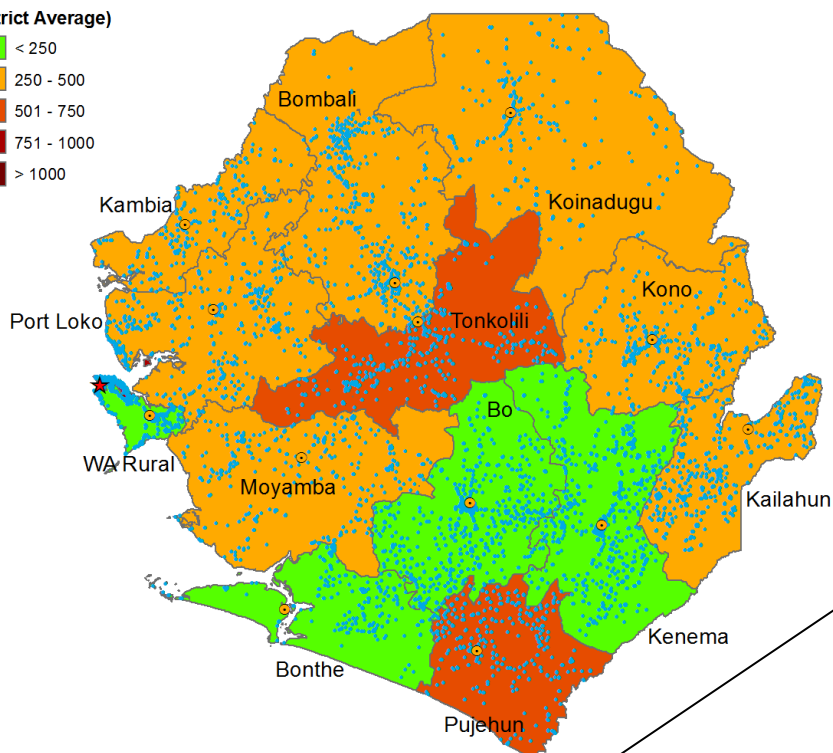 trict Average)
< 250
250 - 500
501 - 750
751 - 1000
> 1000
Bombali
Koinadugu
Kambia
Kono
Port Loko
Tonkolili
Bo
WA Rural
Moyamba
Kailahun
Kenema
Bonthe
Pujehun